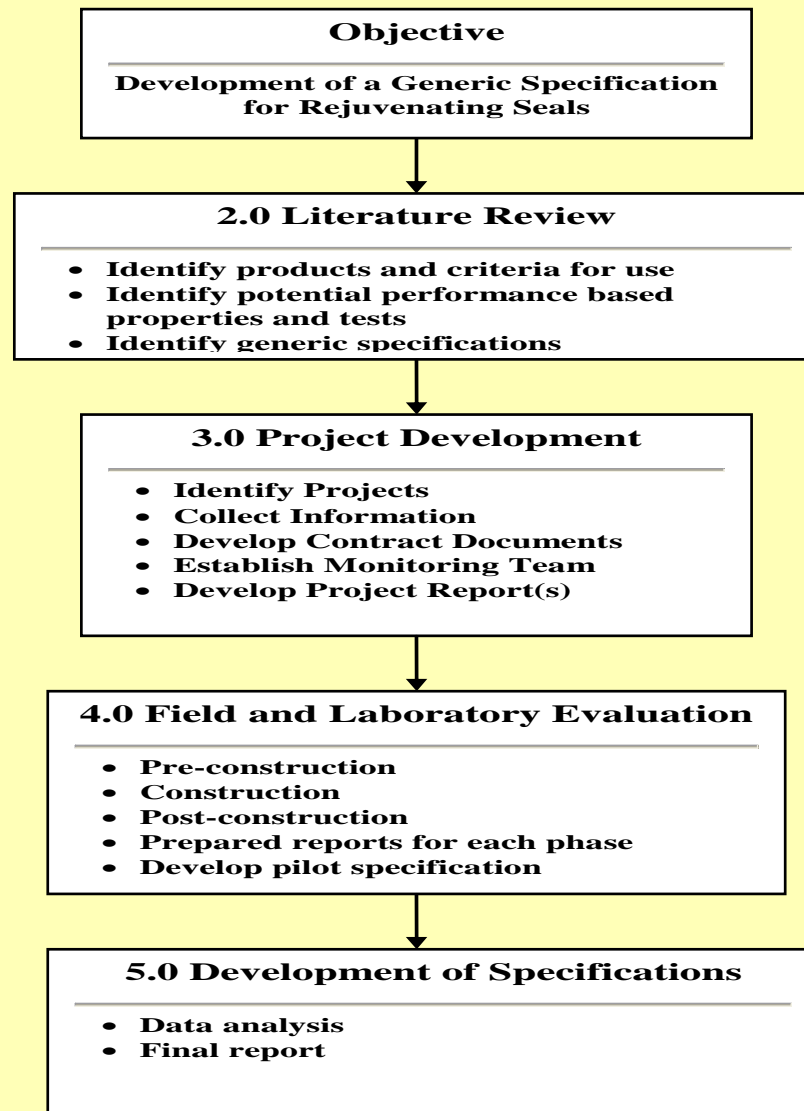 Objective
Development of a Generic Specification
for Rejuvenating Seals
2.0 Literature Review
• Identify products and criteria for use
• Identify potential performance based
properties and tests
• Identify generic specifications
3.0 Project Development
• Identify Projects
• Collect Information
• Develop Contract Documents
• Establish Monitoring Team
• Develop Project Report(s)
4.0 Field and Laboratory Evaluation
• Pre-construction
• Construction
• Post-construction
• Prepared reports for each phase
• Develop pilot specification
5.0 Development of Specifications
• Data analysis
• Final report